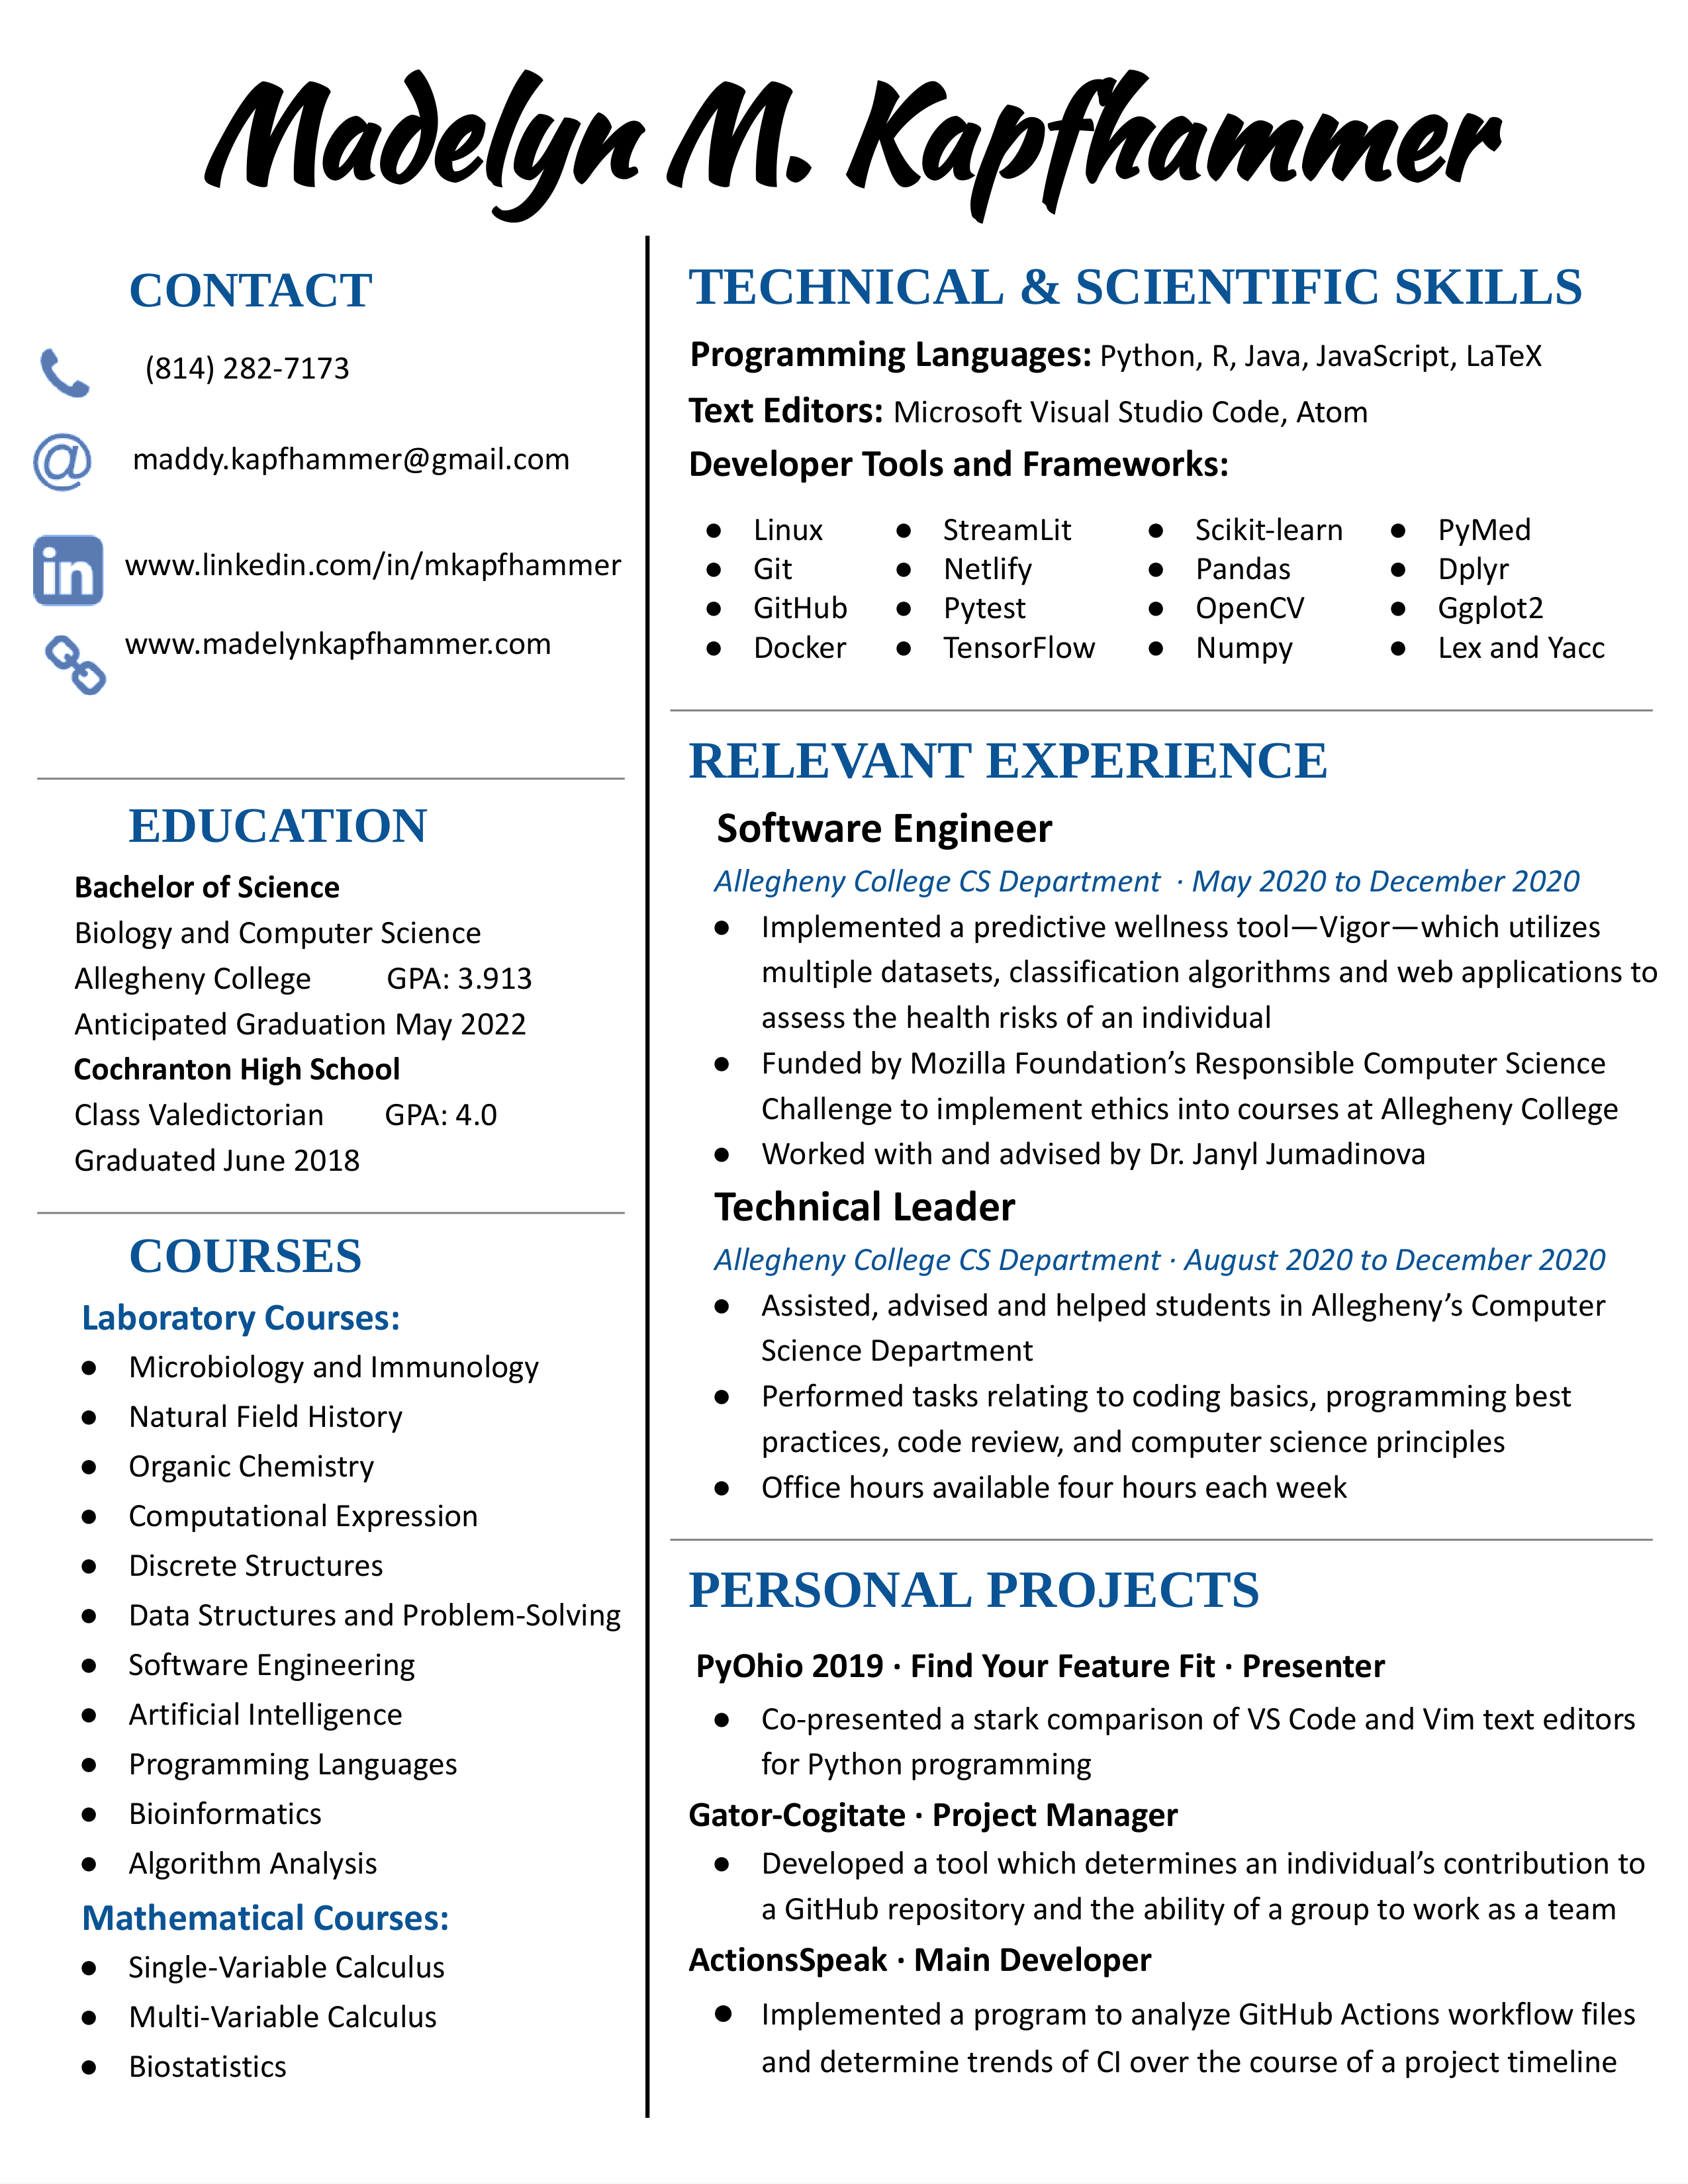 Madelyn M. Kapfhammer
CONTACT
(814) 282-7173
maddy.kapfhammer@gmail.com
in www.linkedin.com/in/mkapfhammer
www.madelynkapfhammer.com
EDUCATION
Bachelor of Science
Biology and Computer Science
Allegheny College GPA: 3.913
Anticipated Graduation May 2022
Cochranton High School
Class Valedictorian GPA: 4.0
Graduated June 2018
COURSES
Laboratory Courses:
● Microbiology and Immunology
● Natural Field History
● Organic Chemistry
● Computational Expression
● Discrete Structures
● Data Structures and Problem-Solving
● Software Engineering
● Artificial Intelligence
● Programming Languages
● Bioinformatics
● Algorithm Analysis
Mathematical Courses:
● Single-Variable Calculus
● Multi-Variable Calculus
● Biostatistics
TECHNICAL & SCIENTIFIC SKILLS
Programming Languages: Python, R, Java, JavaScript, LaTeX
Text Editors: Microsoft Visual Studio Code, Atom
Developer Tools and Frameworks:
● Linux ● StreamLit ● Scikit-learn ● PyMed
● Git ● Netlify ● Pandas ● Dplyr
● GitHub ● Pytest ● OpenCV ● Ggplot2
● Docker ● TensorFlow ● Numpy ● Lex and Yacc
RELEVANT EXPERIENCE
Software Engineer
Allegheny College CS Department · May 2020 to December 2020
● Implemented a predictive wellness tool—Vigor—which utilizes
multiple datasets, classification algorithms and web applications to
assess the health risks of an individual
● Funded by Mozilla Foundation’s Responsible Computer Science
Challenge to implement ethics into courses at Allegheny College
● Worked with and advised by Dr. Janyl Jumadinova
Technical Leader
Allegheny College CS Department · August 2020 to December 2020
● Assisted, advised and helped students in Allegheny’s Computer
Science Department
● Performed tasks relating to coding basics, programming best
practices, code review, and computer science principles
● Office hours available four hours each week
PERSONAL PROJECTS
PyOhio 2019 · Find Your Feature Fit · Presenter
● Co-presented a stark comparison of VS Code and Vim text editors
for Python programming
Gator-Cogitate · Project Manager
● Developed a tool which determines an individual’s contribution to
a GitHub repository and the ability of a group to work as a team
ActionsSpeak · Main Developer
● Implemented a program to analyze GitHub Actions workflow files
and determine trends of CI over the course of a project timeline